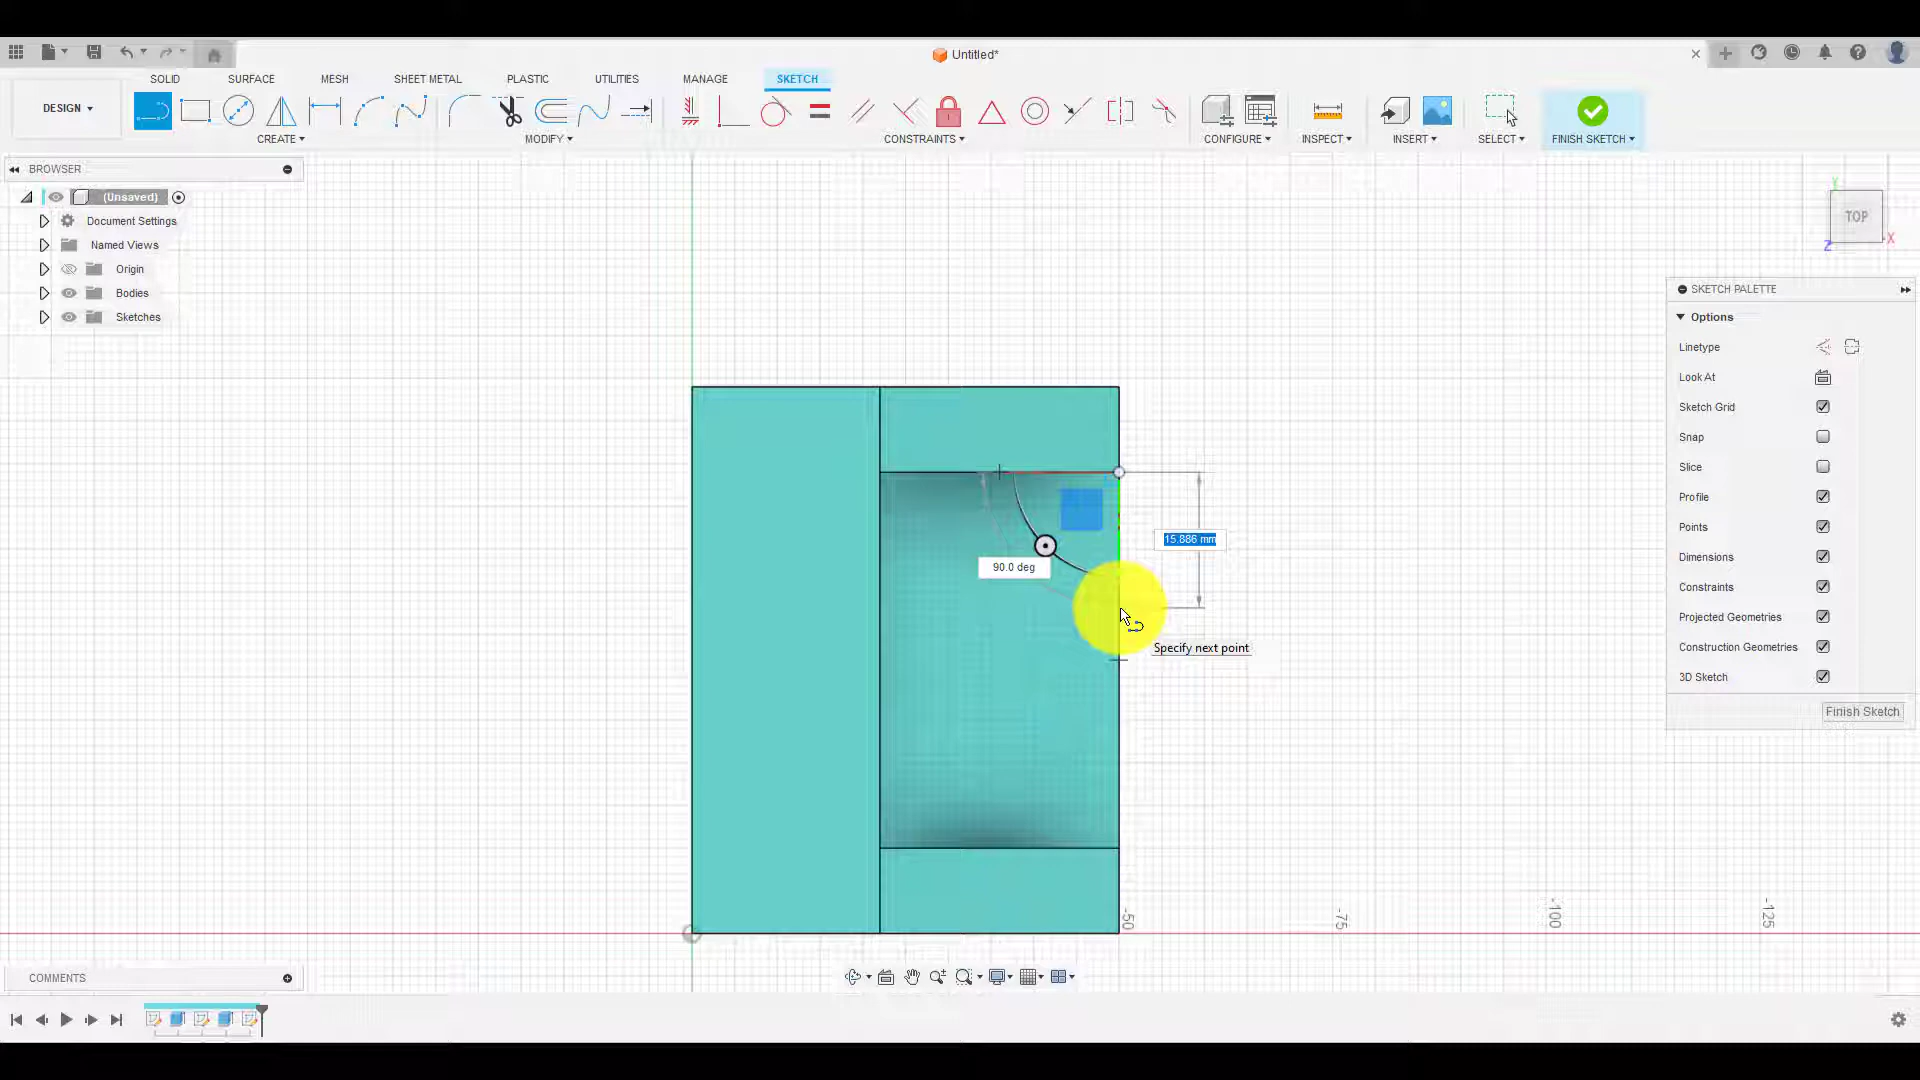 Untitled*
SOLID SURFACE MESH SHEET METAL PLASTIC UTILITIES MANAGE SKETCH
DESIGN
CREATE MODIFY CONSTRAINTS CONFIGURE INSPECT INSERT SELECT FINISH SKETCH
BROWSER
(Unsaved)
Document Settings
Named Views
Origin
Bodies
Sketches
Y
TOP
X
Z
SKETCH PALETTE
Options
Linetype
Look At
Sketch Grid
Snap
Slice
Profile
Points
Dimensions
Constraints
Projected Geometries
Construction Geometries
3D Sketch
Finish Sketch
15.886 mm
90.0 deg
Specify next point
-50
-75
-100
-125
COMMENTS